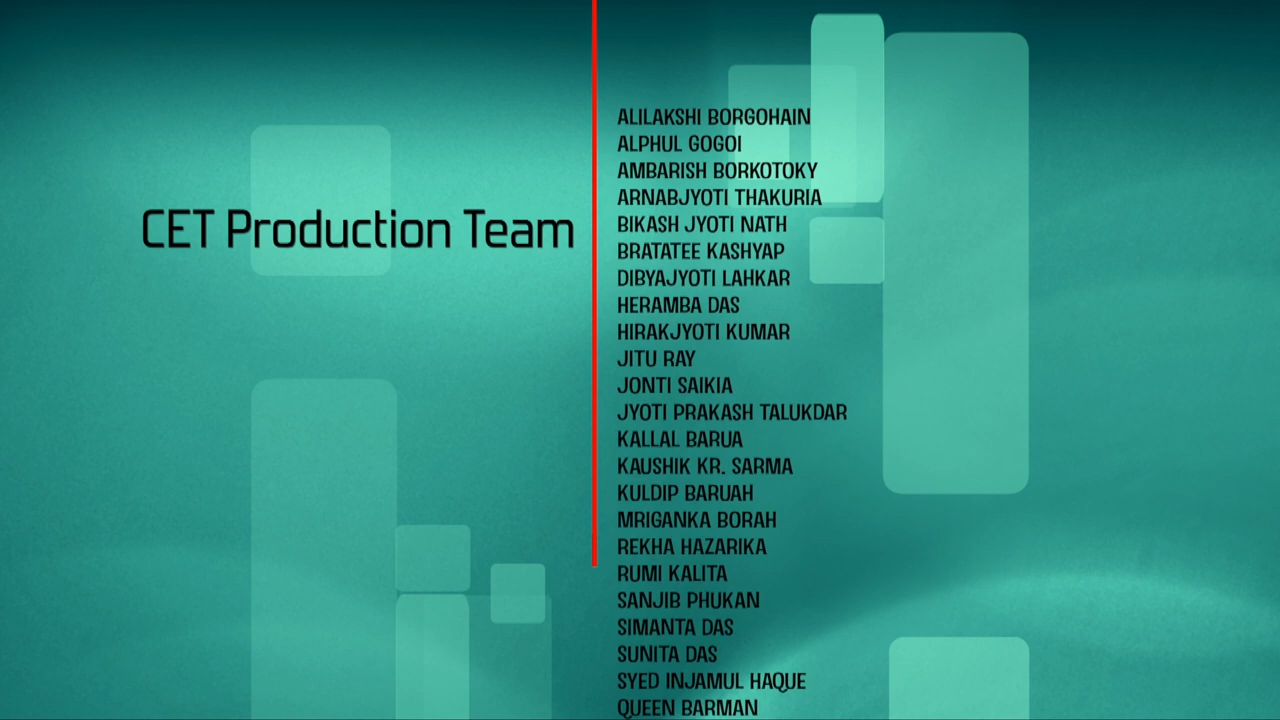 CET Production Team
ALILAKSHI BORGOHAIN
ALPHUL GOGOI
AMBARISH BORKOTOKY
ARNABJYOTI THAKURIA
BIKASH JYOTI NATH
BRATATEE KASHYAP
DIBYAJYOTI LAHKAR
HERAMBA DAS
HIRAKJYOTI KUMAR
JITU RAY
JONTI SAIKIA
JYOTI PRAKASH TALUKDAR
KALLAL BARUA
KAUSHIK KR. SARMA
KULDIP BARUAH
MRIGANKA BORAH
REKHA HAZARIKA
RUMI KALITA
SANJIB PHUKAN
SIMANTA DAS
SUNITA DAS
SYED INJAMUL HAQUE
QUEEN BARMAN